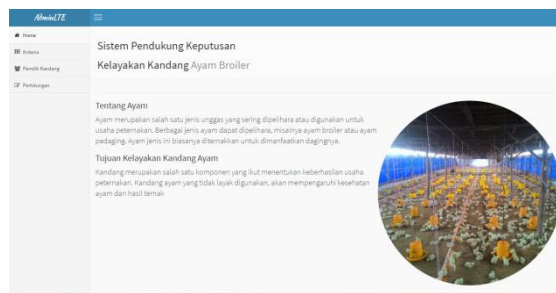 AdminLTE
Home
Kriteria
Pemilik Kandang
Perhitungan
Sistem Pendukung Keputusan
Kelayakan Kandang Ayam Broiler
Tentang Ayam
Ayam merupakan salah satu jenis unggas yang sering dipelihara atau digunakan untuk
usaha peternakan. Berbagai jenis ayam dapat dipelihara, misalnya ayam broiler atau ayam
pedaging. Ayam jenis ini biasanya diternakkan untuk dimanfaatkan dagingnya.
Tujuan Kelayakan Kandang Ayam
Kandang merupakan salah satu komponen yang ikut menentukan keberhasilan usaha
peternakan. Kandang ayam yang tidak layak digunakan, akan mempengaruhi kesehatan
ayam dan hasil ternak